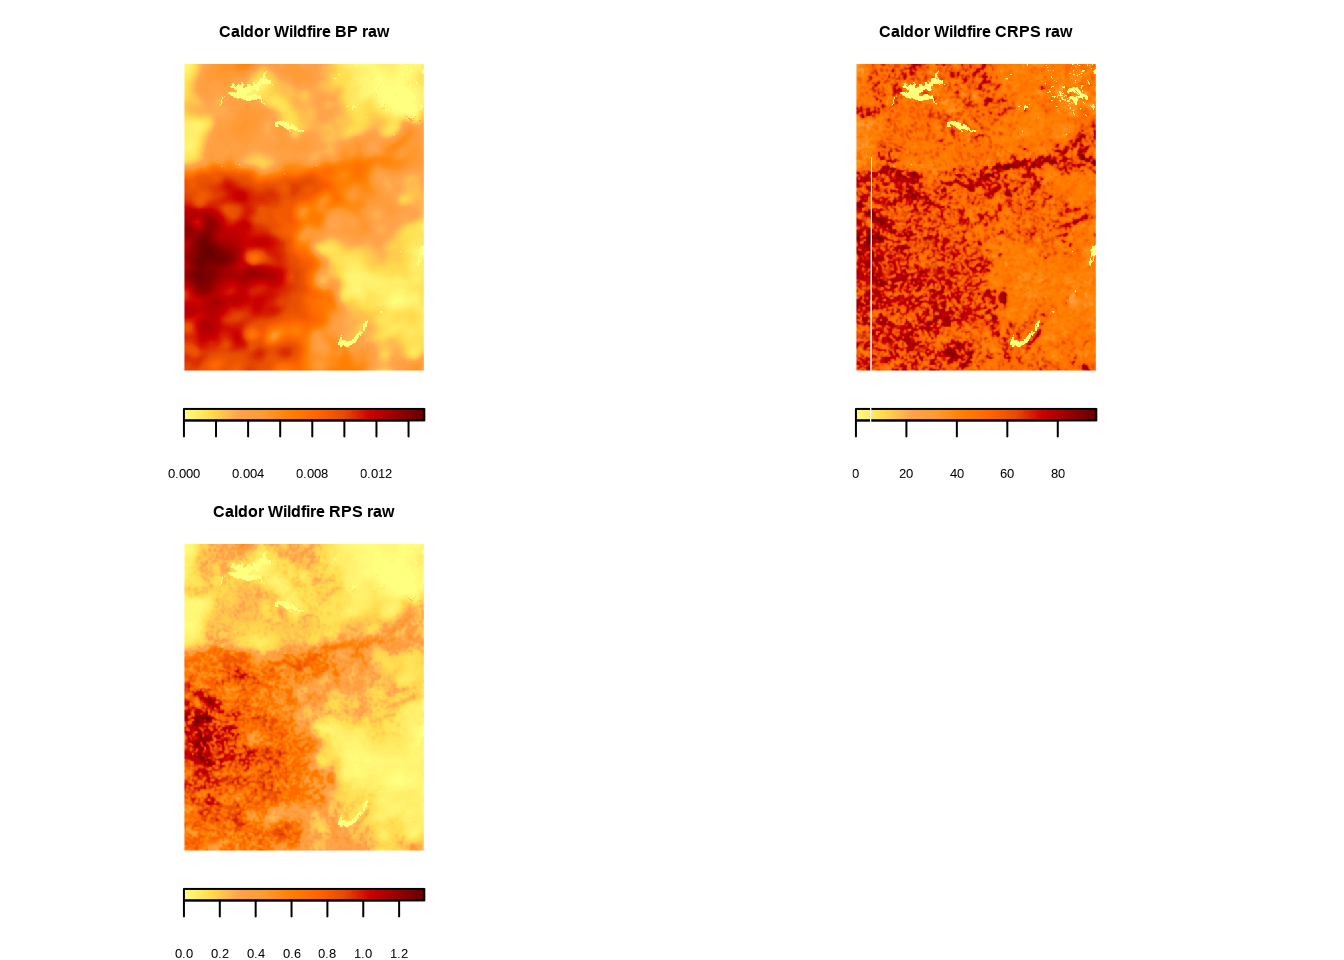 Caldor Wildfire BP raw
0.000 0.004 0.008 0.012
Caldor Wildfire CRPS raw
0 20 40 60 80
Caldor Wildfire RPS raw
0.0 0.2 0.4 0.6 0.8 1.0 1.2